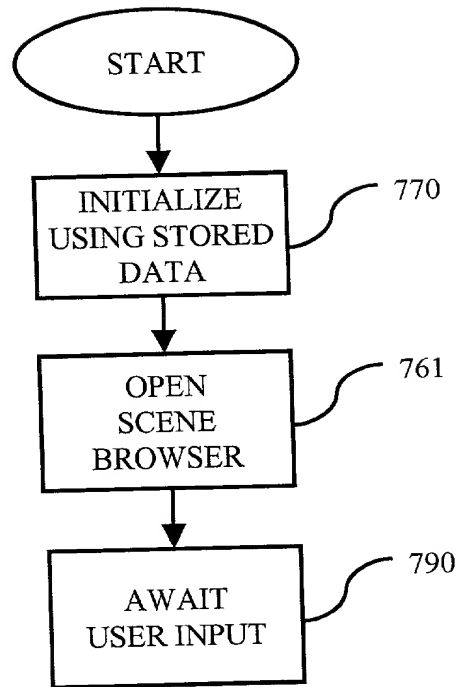 START
INITIALIZE
USING STORED
DATA
770
OPEN
SCENE
BROWSER
761
AWAIT
USER INPUT
790